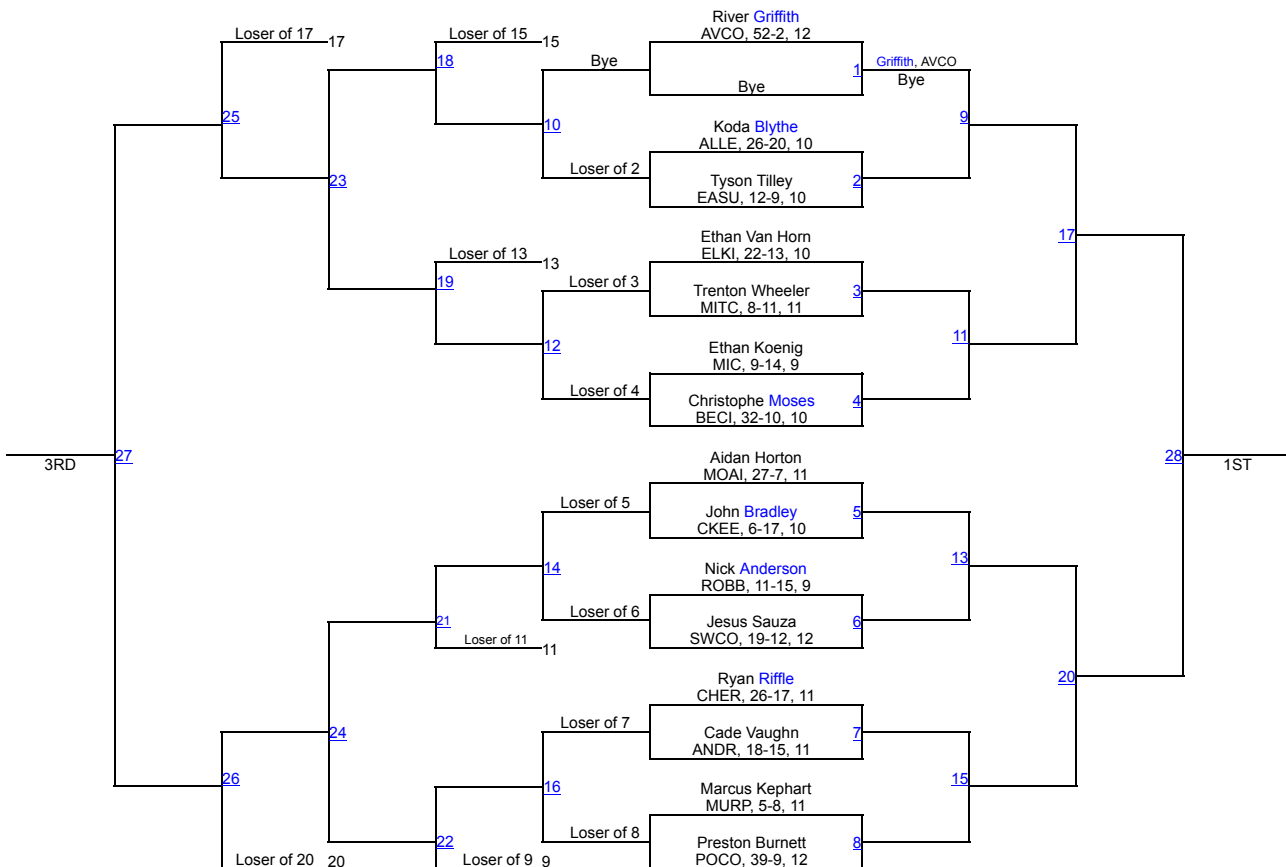 River Griffith
Loser of 17
17
Loser of 15
15
AVCO, 52-2, 12
18
Bye
1
Griffith, AVCO
Bye
Bye
25
10
9
Koda Blythe
ALLE, 26-20, 10
Loser of 2
23
Tyson Tilley
2
EASU, 12-9, 10
Ethan Van Horn
17
Loser of 13
13
ELKI, 22-13, 10
19
Loser of 3
Trenton Wheeler
3
MITC, 8-11, 11
11
12
Ethan Koenig
MIC, 9-14, 9
Loser of 4
Christophe Moses
4
BECI, 32-10, 10
27
3RD
28
1ST
Aidan Horton
MOAI, 27-7, 11
Loser of 5
John Bradley
5
CKEE, 6-17, 10
13
14
Nick Anderson
ROBB, 11-15, 9
Loser of 6
21
Jesus Sauza
6
SWCO, 19-12, 12
Loser of 11
11
Ryan Riffle
20
CHER, 26-17, 11
Loser of 7
24
Cade Vaughn
7
ANDR, 18-15, 11
26
16
15
Marcus Kephart
MURP, 5-8, 11
Loser of 8
22
Preston Burnett
8
Loser of 20
20
Loser of 9
9
POCO, 39-9, 12